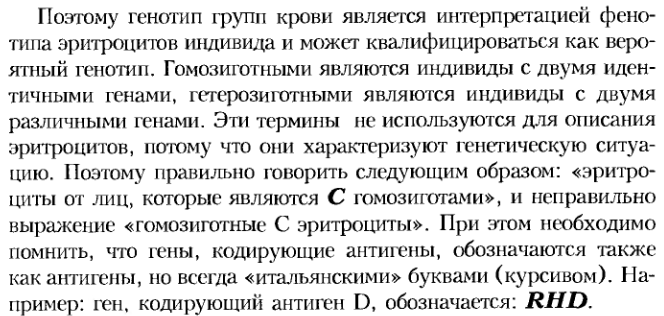 Поэтому генотип групп крови является интерпретацией фено-
типа эритроцитов индивида и может квалифицироваться как веро-
ятный генотип. Гомозиготными являются индивиды с двумя иден-
тичными генами, гетерозиготными являются индивиды с двумя
различными генами. Эти термины не используются для описания
эритроцитов, потому что они характеризуют генетическую ситуа-
цию. Поэтому правильно говорить следующим образом: «эритро-
циты от лиц, которые являются C гомозиготами», и неправильно
выражение «гомозиготные С эритроциты». При этом необходимо
помнить, что гены, кодирующие антигены, обозначаются также
как антигены, но всегда «итальянскими» буквами (курсивом). На-
пример: ген, кодирующий антиген D, обозначается: RHD.